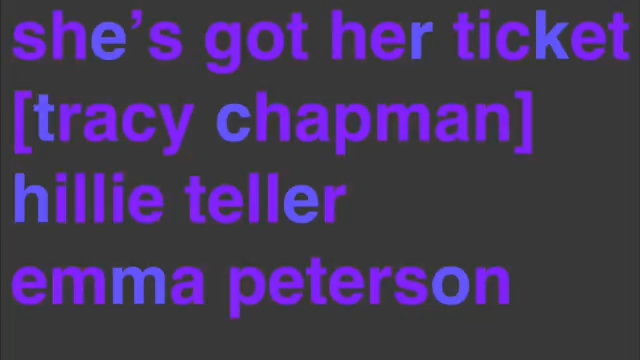 she’s got her ticket
[tracy chapman]
hillie teller
emma peterson